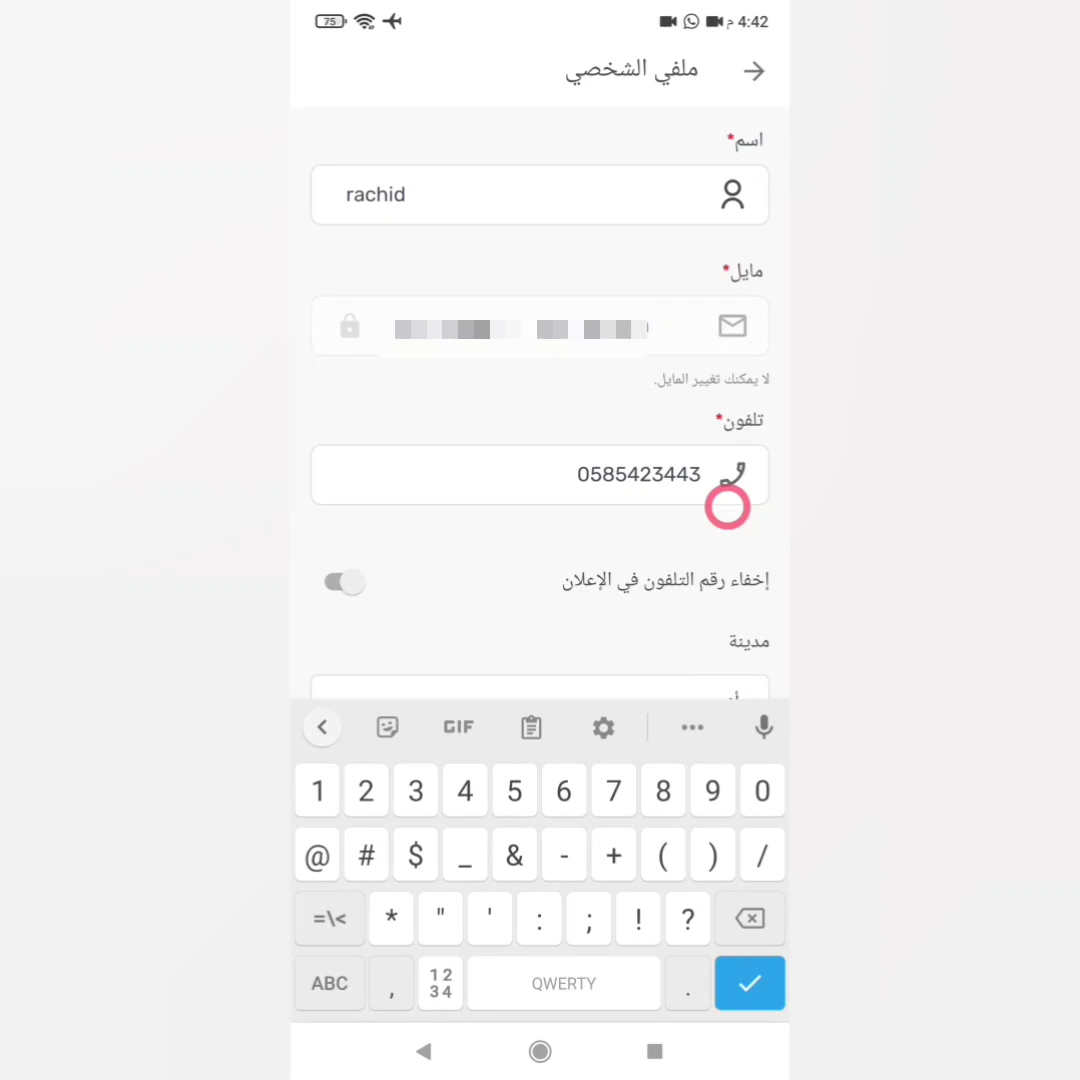 75 م 4:42
ملفي الشخصي
اسم*
rachid
مايل*
لا يمكنك تغيير المايل.
تلفون*
0585423443
إخفاء رقم التلفون في الإعلان
مدينة
GIF
1 2 3 4 5 6 7 8 9 0
@ # $ _ & - + ( ) /
=\< * " ' : ; ! ?
ABC , 12 34 QWERTY .